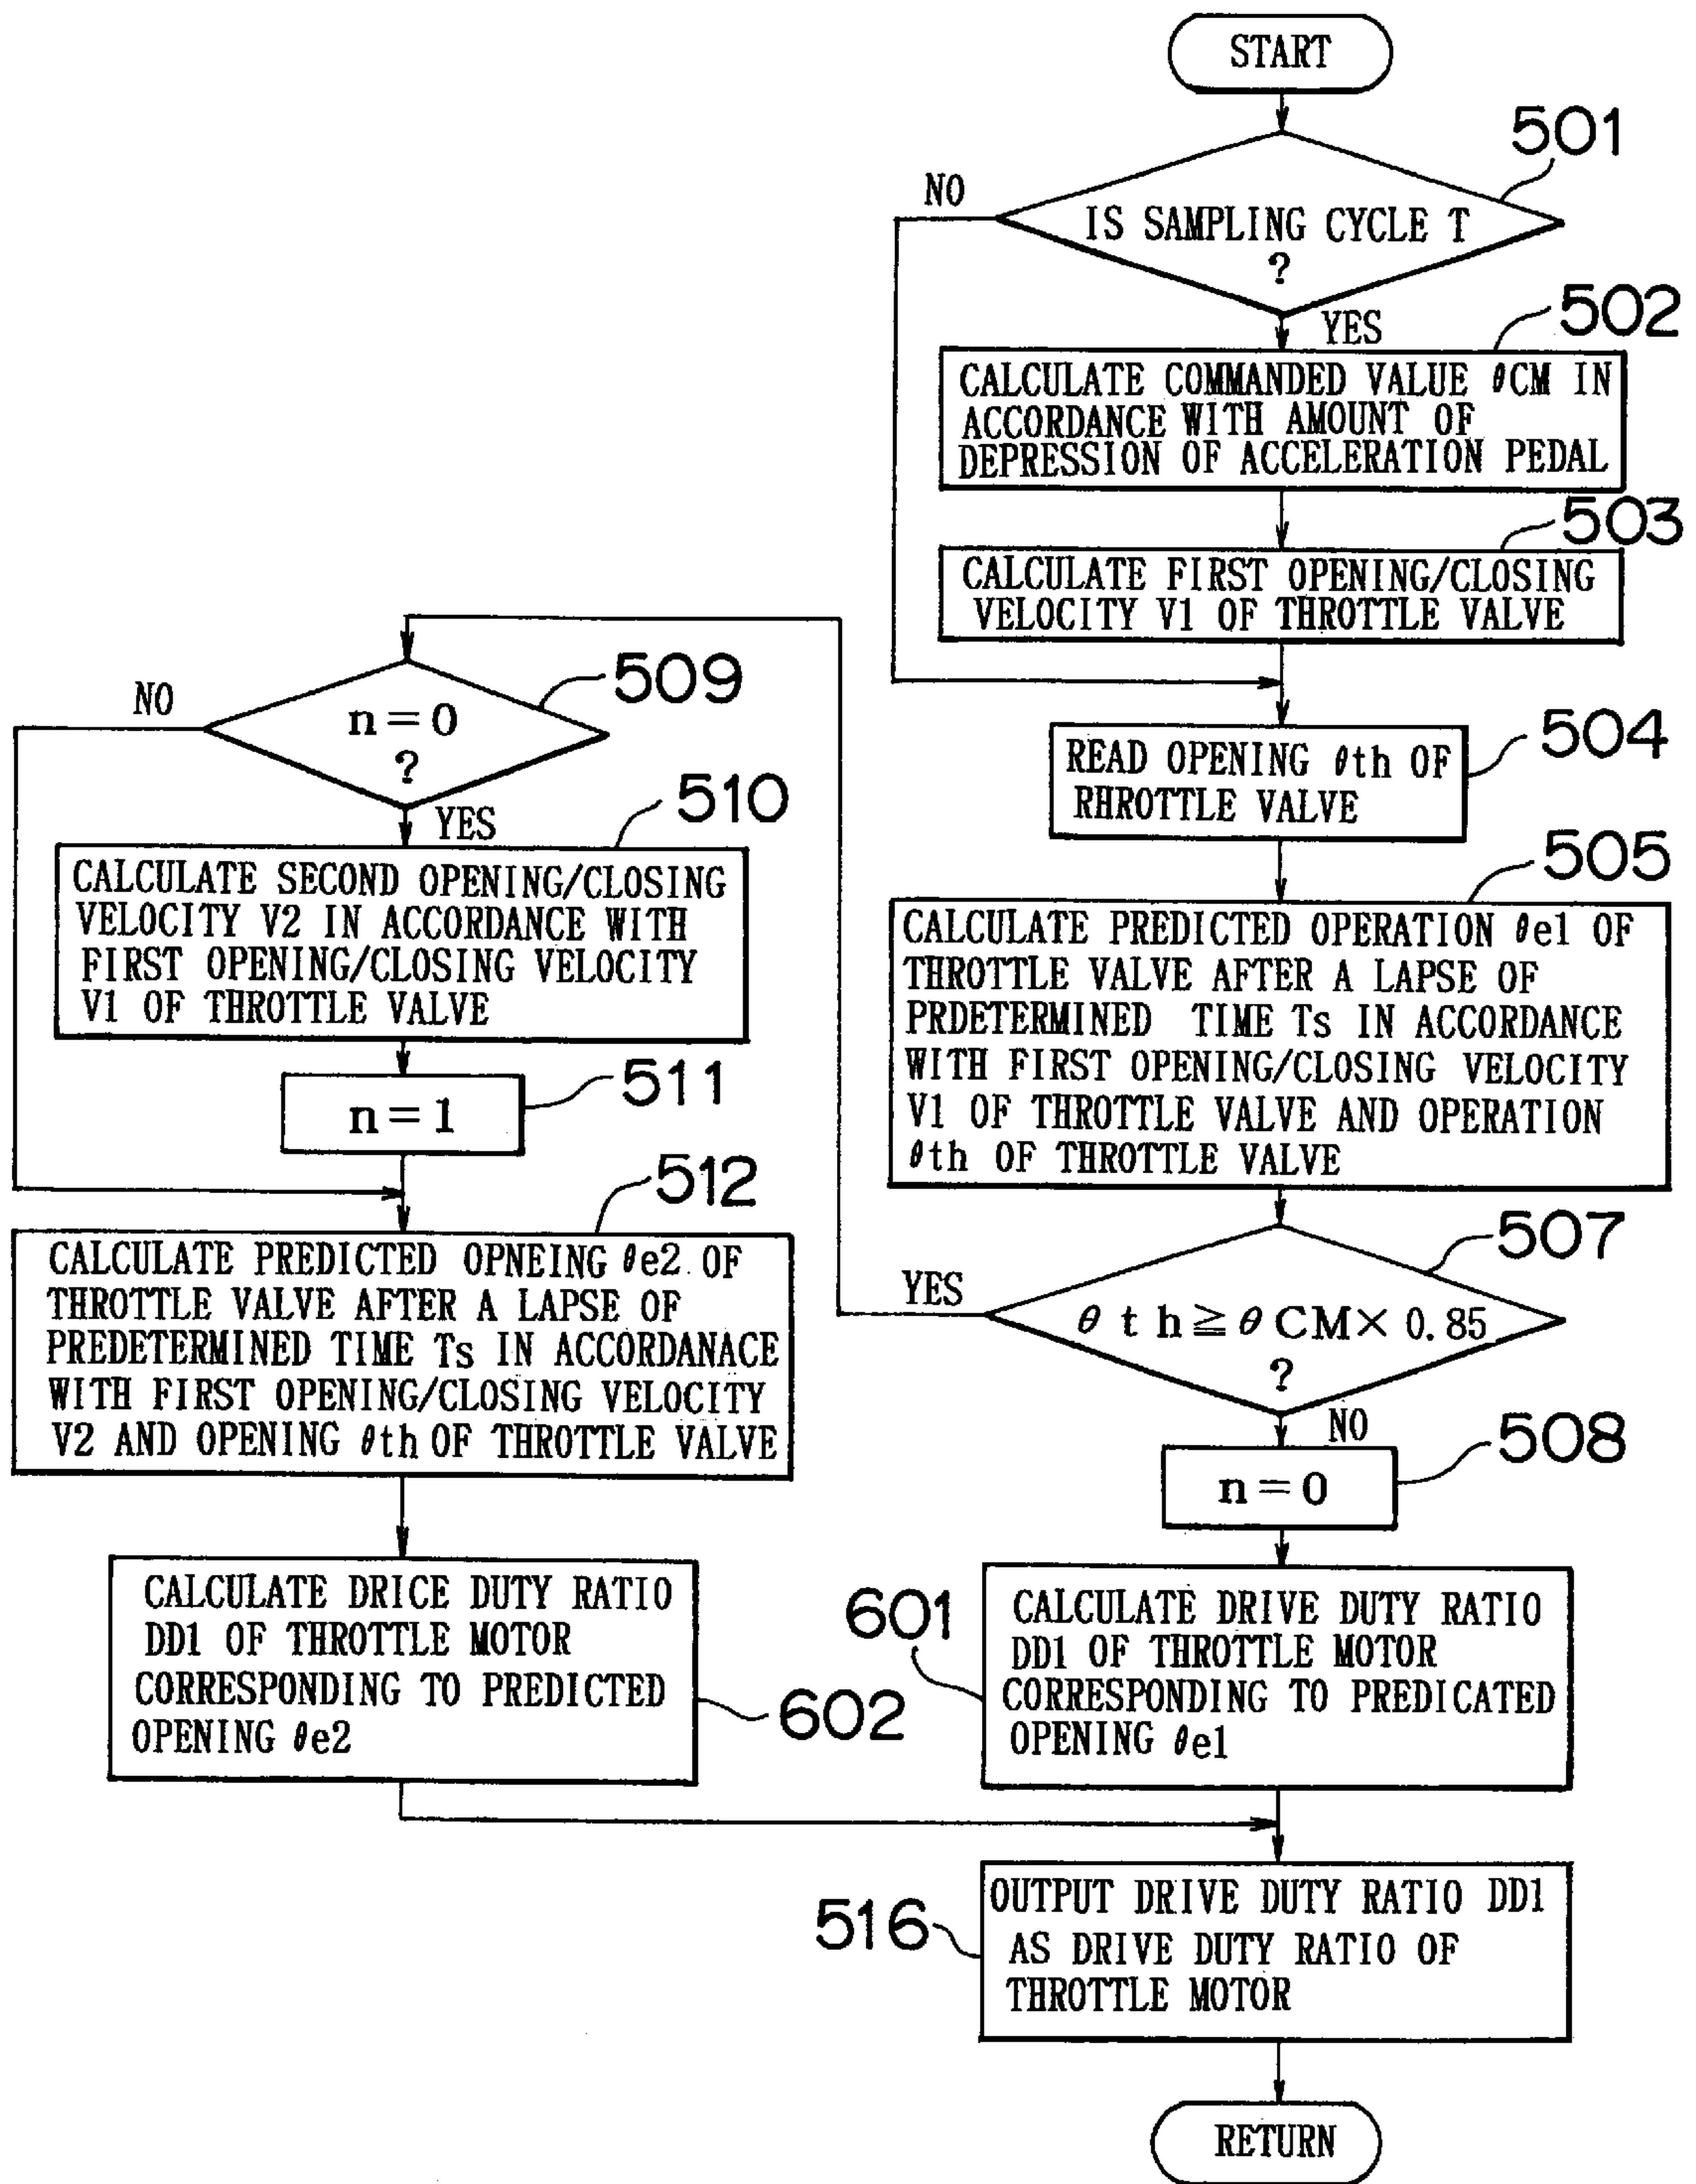 START
501
NO
IS SAMPLING CYCLE T
?
YES
502
CALCULATE COMMANDED VALUE θCM IN
ACCORDANCE WITH AMOUNT OF
DEPRESSION OF ACCELERATION PEDAL
503
CALCULATE FIRST OPENING/CLOSING
VELOCITY V1 OF THROTTLE VALVE
504
READ OPENING θth OF
RHROTTLE VALVE
505
CALCULATE PREDICTED OPERATION θe1 OF
THROTTLE VALVE AFTER A LAPSE OF
PRDETERMINED TIME Ts IN ACCORDANCE
WITH FIRST OPENING/CLOSING VELOCITY
V1 OF THROTTLE VALVE AND OPERATION
θth OF THROTTLE VALVE
507
YES
θ th ≧ θ CM× 0.85
?
NO
508
n=0
601
CALCULATE DRIVE DUTY RATIO
DD1 OF THROTTLE MOTOR
CORRESPONDING TO PREDICATED
OPENING θe1
509
NO
n=0
?
YES
510
CALCULATE SECOND OPENING/CLOSING
VELOCITY V2 IN ACCORDANCE WITH
FIRST OPENING/CLOSING VELOCITY
V1 OF THROTTLE VALVE
511
n=1
512
CALCULATE PREDICTED OPNEING θe2 OF
THROTTLE VALVE AFTER A LAPSE OF
PREDETERMINED TIME Ts IN ACCORDANACE
WITH FIRST OPENING/CLOSING VELOCITY
V2 AND OPENING θth OF THROTTLE VALVE
CALCULATE DRICE DUTY RATIO
DD1 OF THROTTLE MOTOR
CORRESPONDING TO PREDICTED
OPENING θe2
602
516
OUTPUT DRIVE DUTY RATIO DD1
AS DRIVE DUTY RATIO OF
THROTTLE MOTOR
RETURN